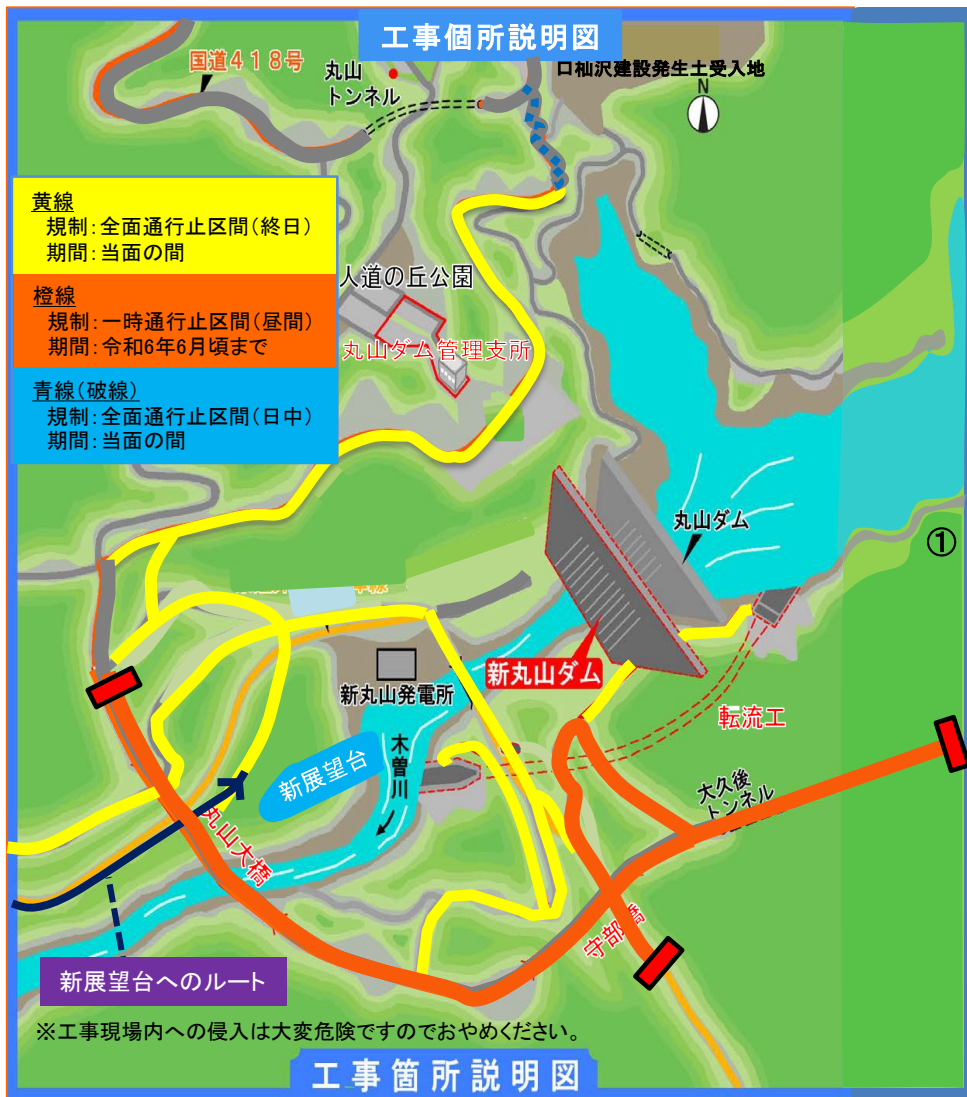 工事個所説明図
国道418号
丸山
トンネル
口杣沢建設発生土受入地
N
黄線
規制：全面通行止区間（終日）
期間：当面の間
橙線
規制：一時通行止区間（昼間）
期間：令和6年6月頃まで
青線（破線）
規制：全面通行止区間（日中）
期間：当面の間
人道の丘公園
丸山ダム管理支所
丸山ダム
①
新丸山ダム
新丸山発電所
転流工
木曽川
新展望台
大久後
トンネル
丸山大橋
守部
新展望台へのルート
※工事現場内への侵入は大変危険ですのでおやめください。
工事箇所説明図